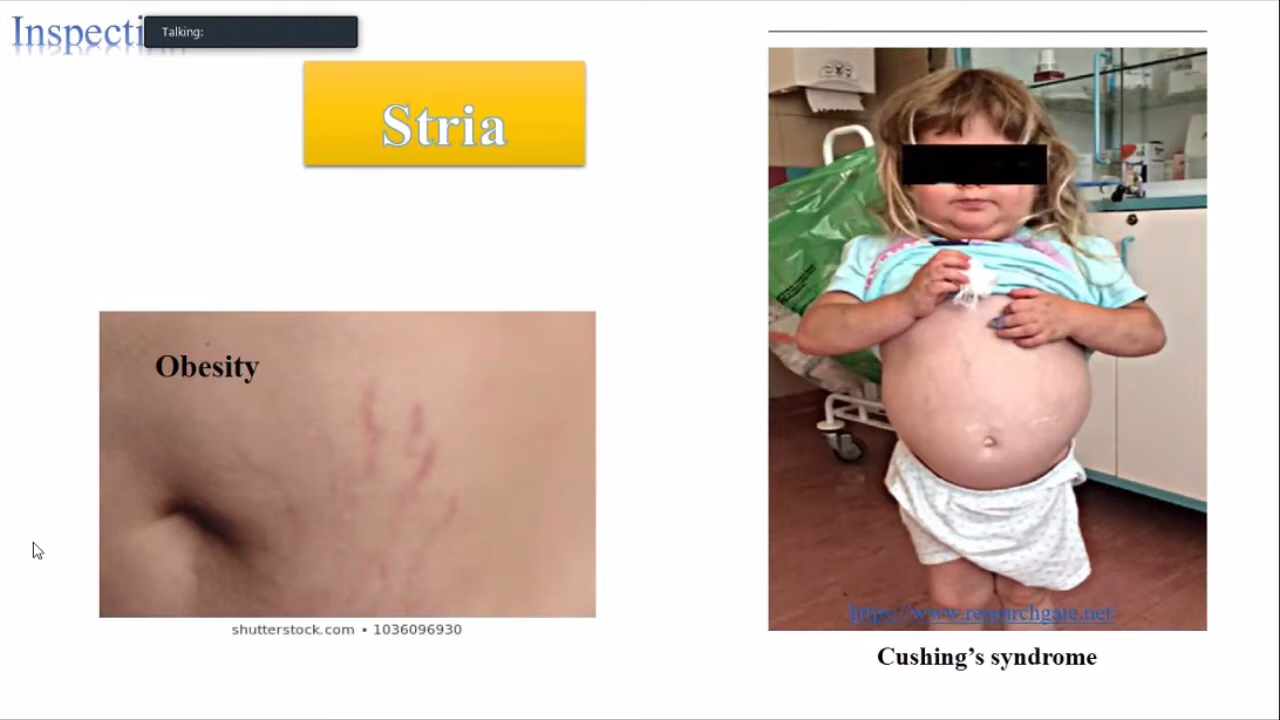 Inspecti
Talking:
Stria
Obesity
shutterstock.com • 1036096930
https://www.researchgate.net/
Cushing's syndrome